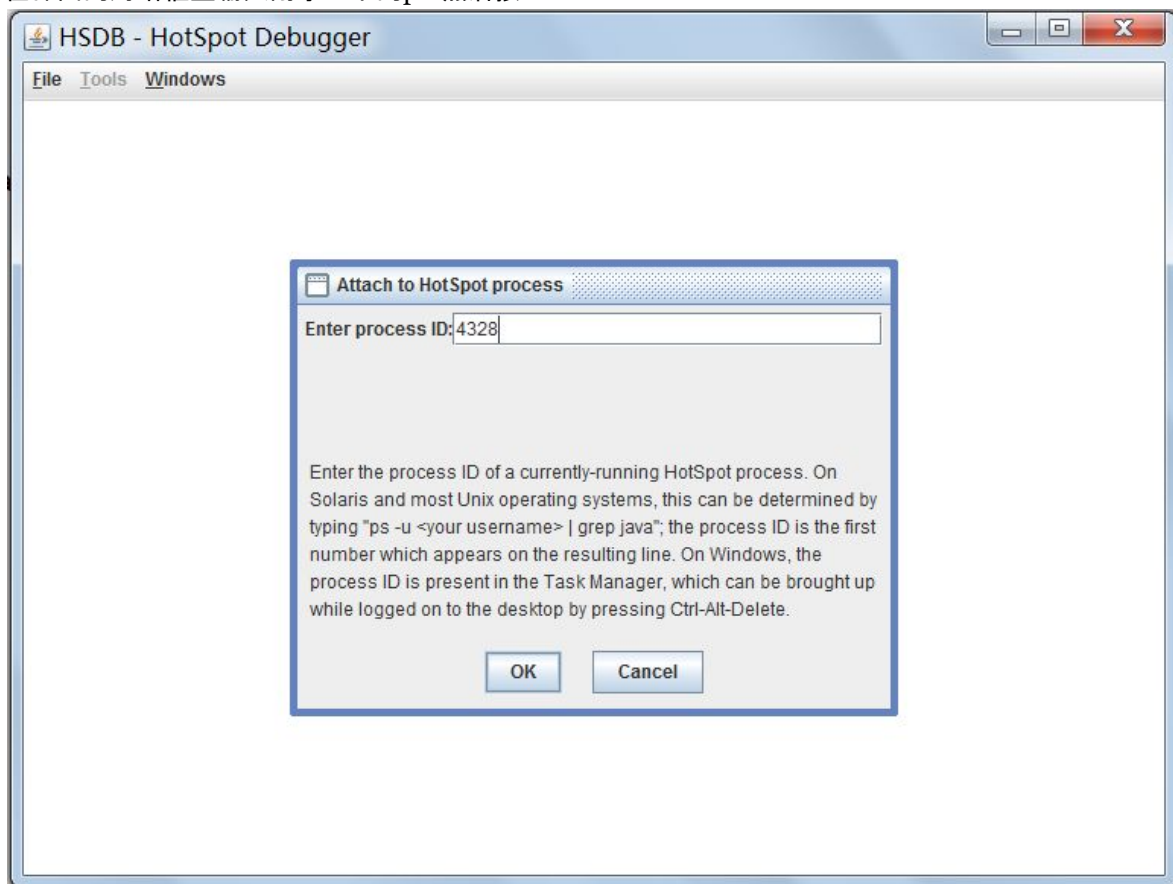 HSDB - HotSpot Debugger
File Tools Windows
Attach to HotSpot process
Enter process ID: 4328
Enter the process ID of a currently-running HotSpot process. On
Solaris and most Unix operating systems, this can be determined by
typing "ps -u <your username> | grep java"; the process ID is the first
number which appears on the resulting line. On Windows, the
process ID is present in the Task Manager, which can be brought up
while logged on to the desktop by pressing Ctrl-Alt-Delete.
OK Cancel